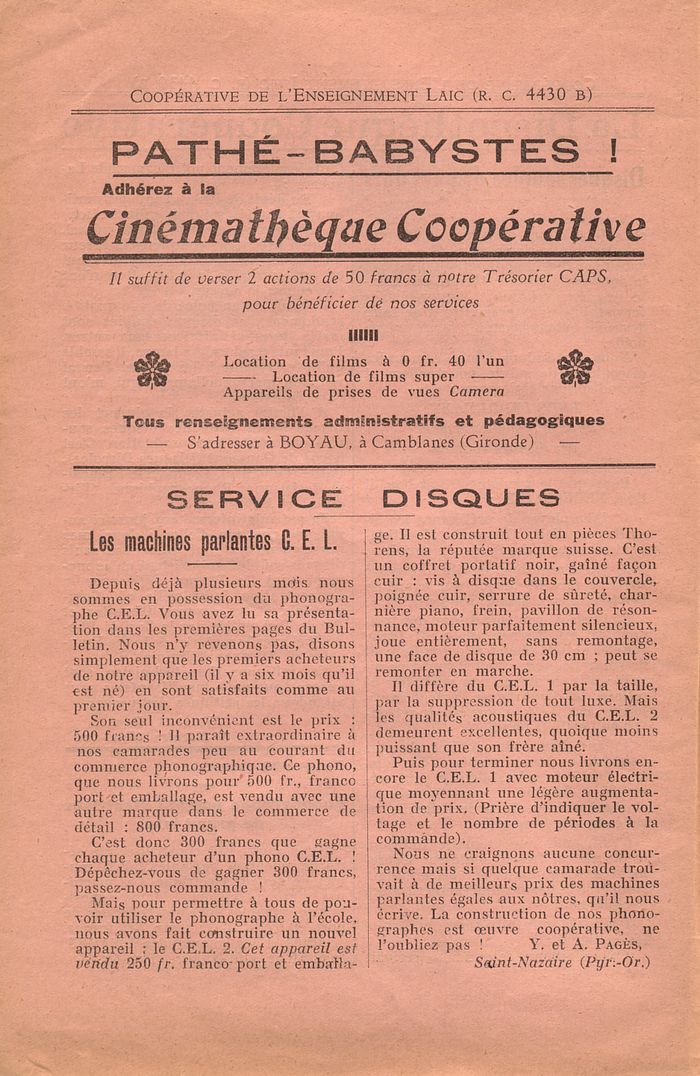 COOPÉRATIVE DE L'ENSEIGNEMENT LAIC (R. C. 4430 B)
PATHÉ-BABYSTES !
Adhérez à la
Cinémathèque Coopérative
Il suffit de verser 2 actions de 50 francs à notre Trésorier CAPS,
pour bénéficier de nos services
Location de films à 0 fr. 40 l'un
—— Location de films super ——
Appareils de prises de vues Camera
Tous renseignements administratifs et pédagogiques
— S'adresser à BOYAU, à Camblanes (Gironde) —
SERVICE DISQUES
Les machines parlantes C. E. L.
Depuis déjà plusieurs mois nous
sommes en possession du phonogra-
phe C.E.L. Vous avez lu sa présenta-
tion dans les premières pages du Bul-
letin. Nous n'y revenons pas, disons
simplement que les premiers acheteurs
de notre appareil (il y a six mois qu'il
est né) en sont satisfaits comme au
premier jour.
Son seul inconvénient est le prix :
500 francs ! Il paraît extraordinaire à
nos camarades peu au courant du
commerce phonographique. Ce phono,
que nous livrons pour 500 fr., franco
port et emballage, est vendu avec une
autre marque dans le commerce de
détail : 800 francs.
C'est donc 300 francs que gagne
chaque acheteur d'un phono C.E.L. !
Dépêchez-vous de gagner 300 francs,
passez-nous commande !
Mais pour permettre à tous de pou-
voir utiliser le phonographe à l'école,
nous avons fait construire un nouvel
appareil : le C.E.L. 2. Cet appareil est
vendu 250 fr. franco port et emballa-
ge. Il est construit tout en pièces Tho-
rens, la réputée marque suisse. C'est
un coffret portatif noir, gaîné façon
cuir : vis à disque dans le couvercle,
poignée cuir, serrure de sûreté, char-
nière piano, frein, pavillon de réson-
nance, moteur parfaitement silencieux,
joue entièrement, sans remontage,
une face de disque de 30 cm ; peut se
remonter en marche.
Il diffère du C.E.L. 1 par la taille,
par la suppression de tout luxe. Mais
les qualités acoustiques du C.E.L. 2
demeurent excellentes, quoique moins
puissant que son frère aîné.
Puis pour terminer nous livrons en-
core le C.E.L. 1 avec moteur électri-
que moyennant une légère augmenta-
tion de prix. (Prière d'indiquer le vol-
tage et le nombre de périodes à la
commande).
Nous ne craignons aucune concur-
rence mais si quelque camarade trou-
vait à de meilleurs prix des machines
parlantes égales aux nôtres, qu'il nous
écrive. La construction de nos phono-
graphes est œuvre coopérative, ne
l'oubliez pas ! Y. et A. PAGÈS,
Saint-Nazaire (Pyr.-Or.)